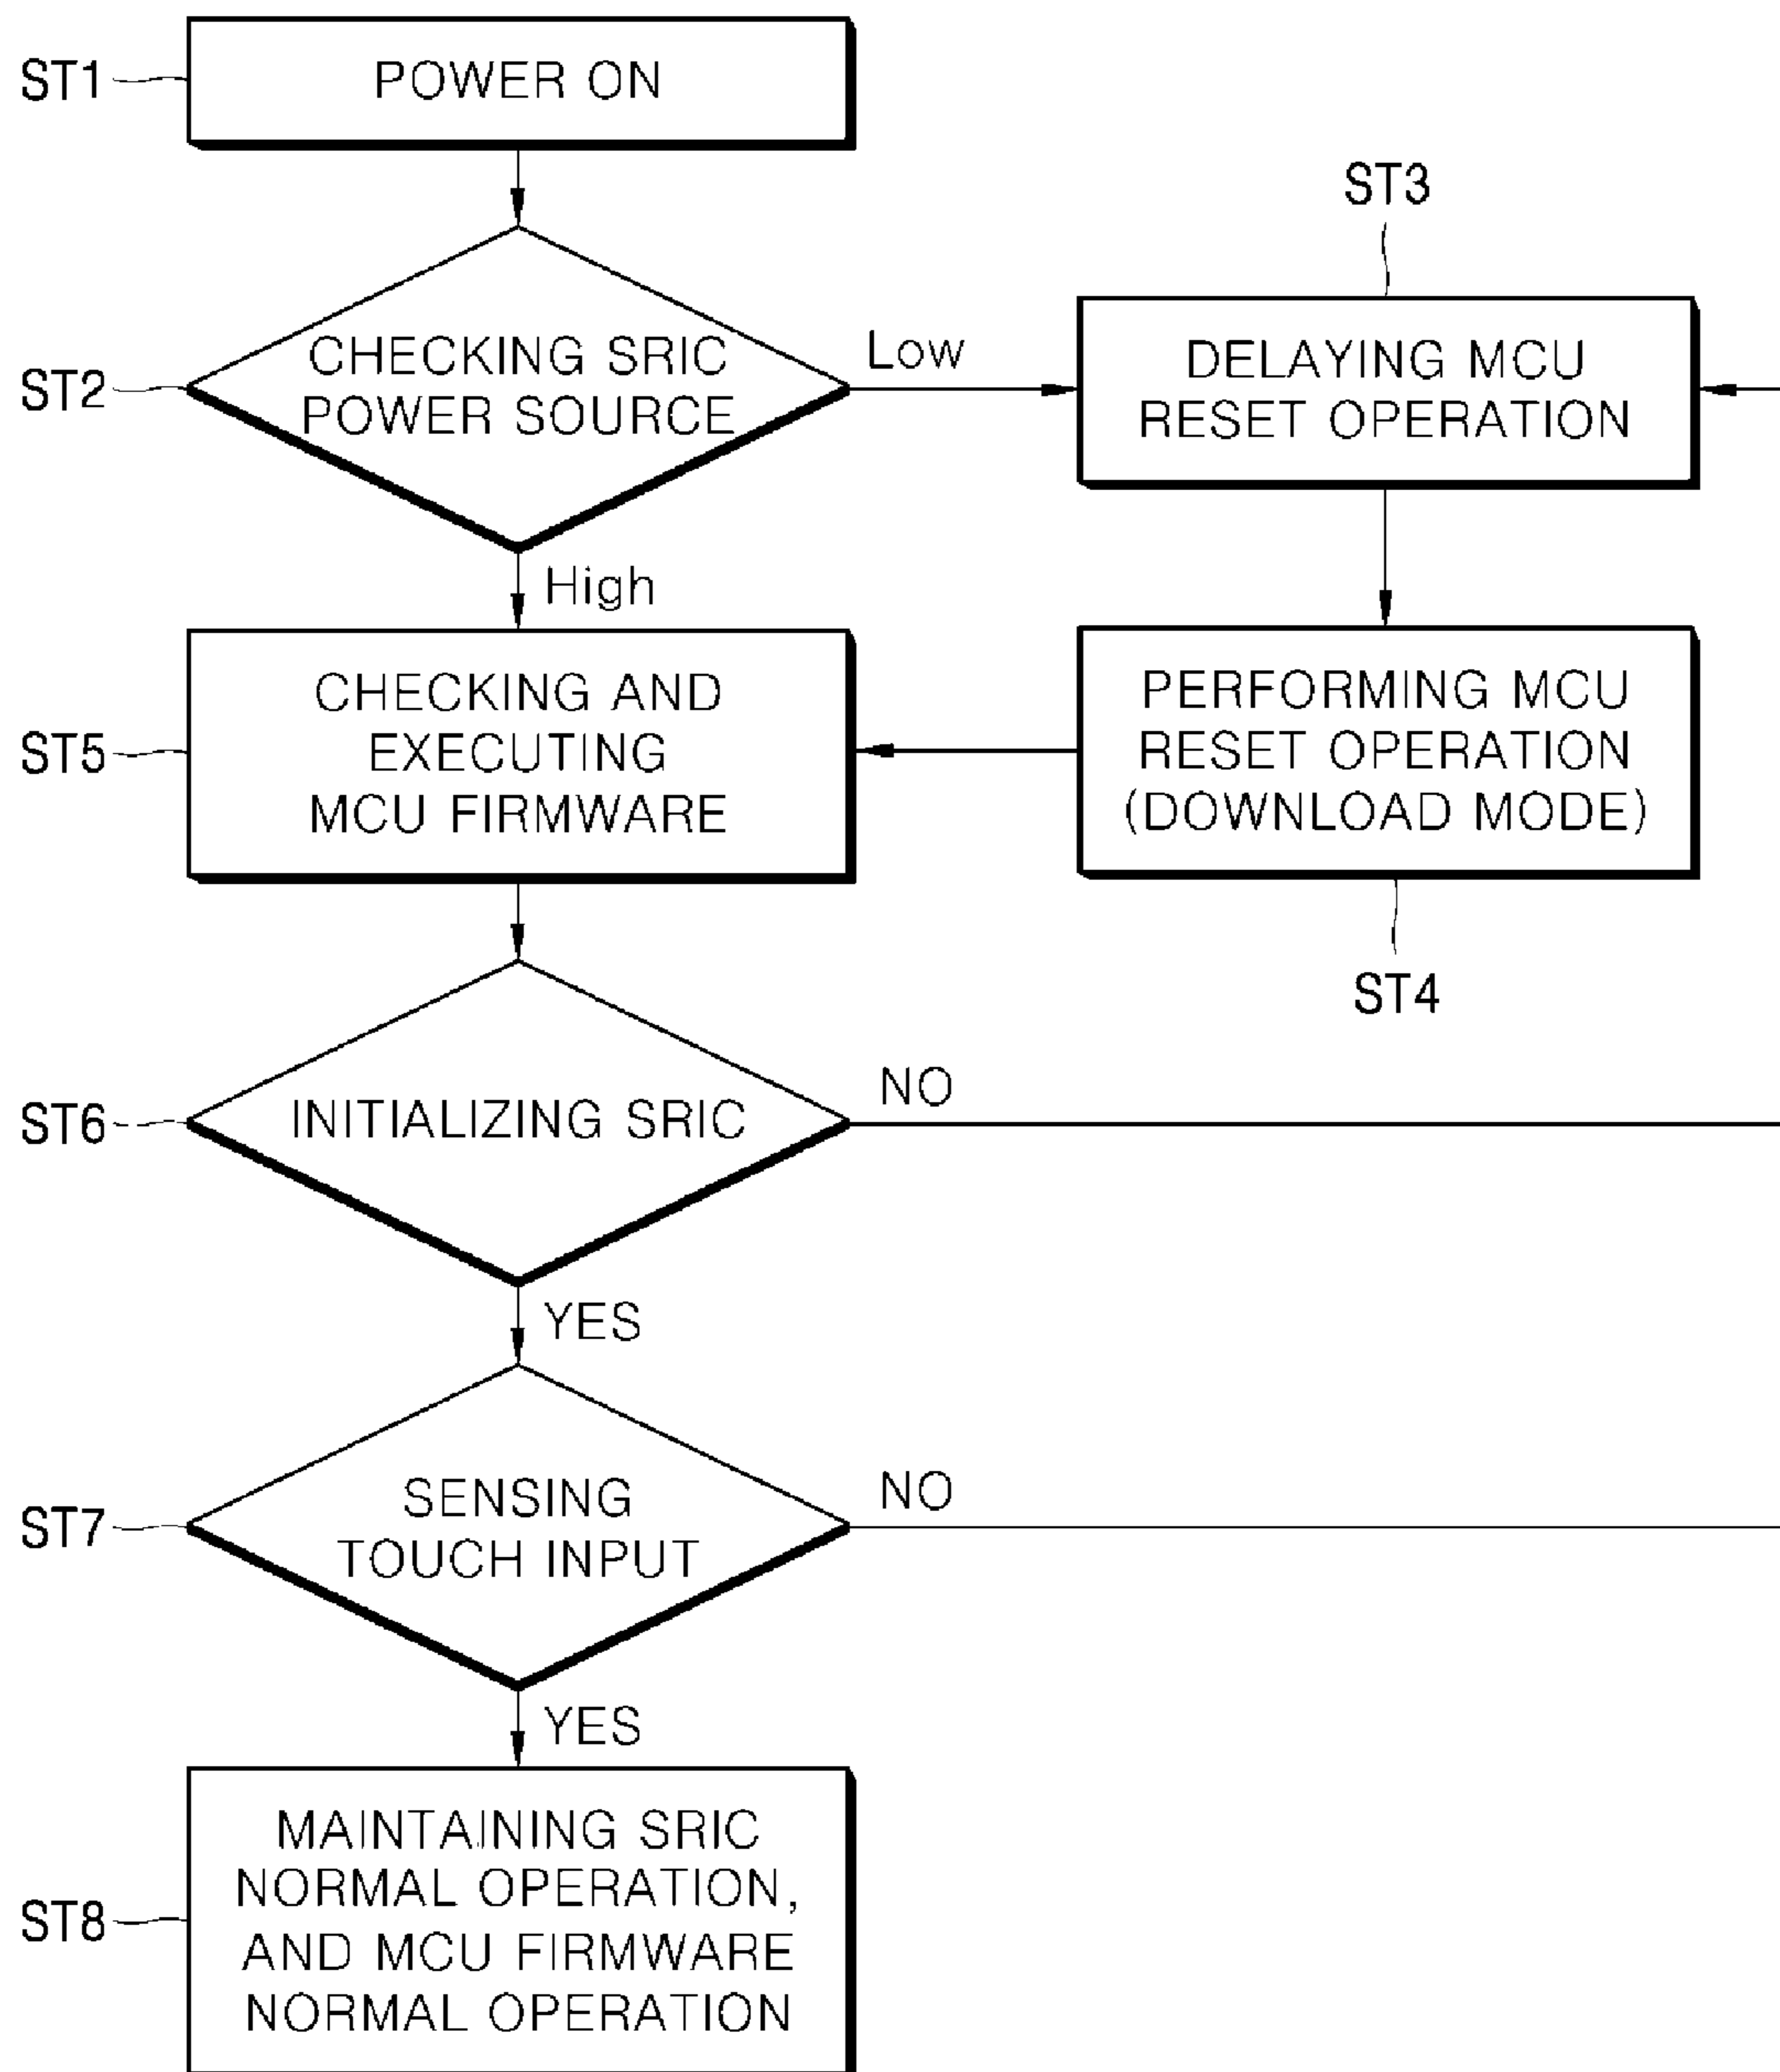 ST1
POWER ON
ST3
ST2
CHECKING SRIC
POWER SOURCE
Low
DELAYING MCU
RESET OPERATION
High
ST5
CHECKING AND
EXECUTING
MCU FIRMWARE
PERFORMING MCU
RESET OPERATION
(DOWNLOAD MODE)
ST4
ST6
INITIALIZING SRIC
NO
YES
ST7
SENSING
TOUCH INPUT
NO
YES
ST8
MAINTAINING SRIC
NORMAL OPERATION,
AND MCU FIRMWARE
NORMAL OPERATION